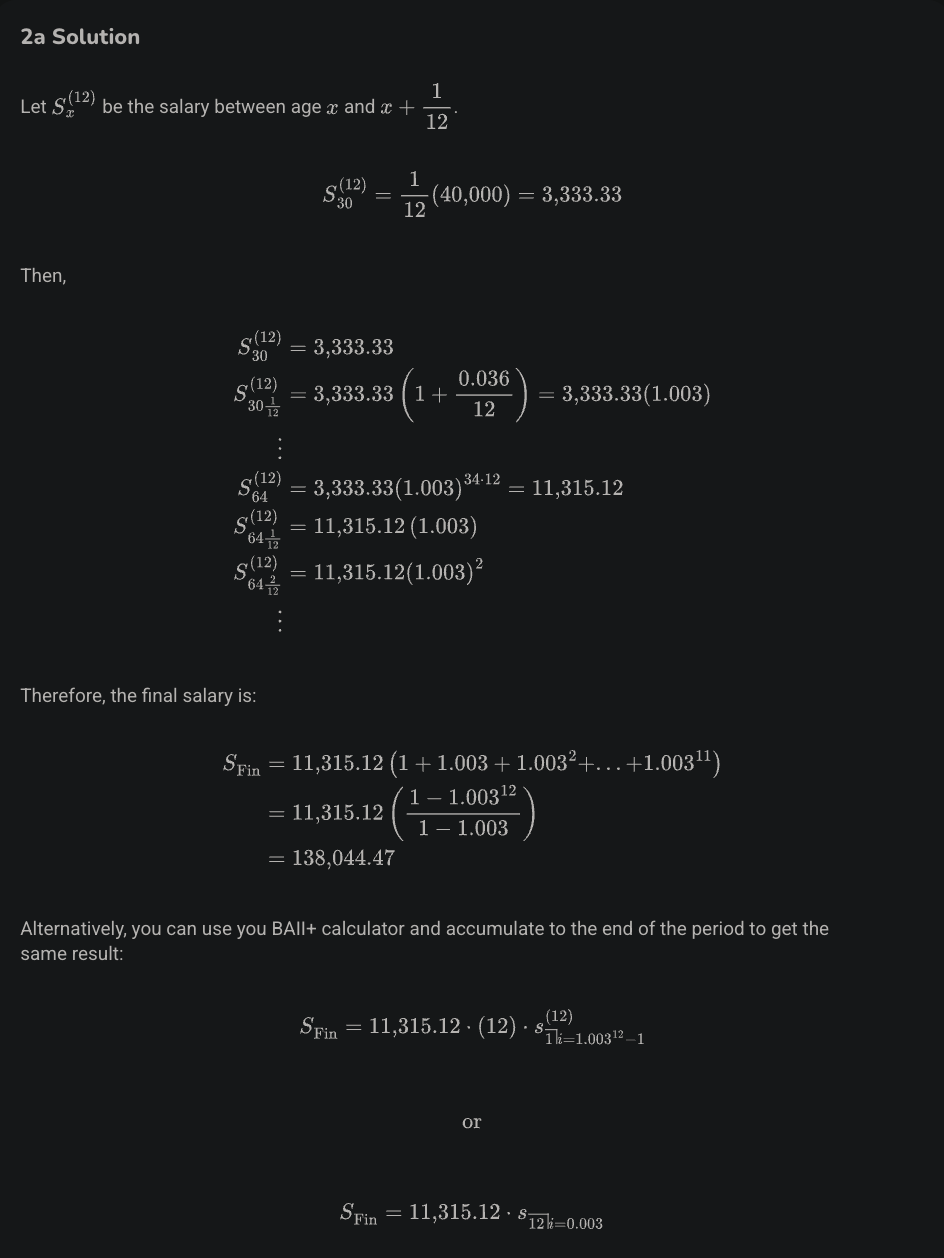 2a Solution
Let $S_x^{(12)}$ be the salary between age $x$ and $x + \frac{1}{12}$.
$S_{30}^{(12)} = \frac{1}{12}(40{,}000) = 3{,}333.33$
Then,
$S_{30}^{(12)} = 3{,}333.33$
$S_{30\frac{1}{12}}^{(12)} = 3{,}333.33\left(1 + \frac{0.036}{12}\right) = 3{,}333.33(1.003)$
⋮
$S_{64}^{(12)} = 3{,}333.33(1.003)^{34 \cdot 12} = 11{,}315.12$
$S_{64\frac{1}{12}}^{(12)} = 11{,}315.12\,(1.003)$
$S_{64\frac{2}{12}}^{(12)} = 11{,}315.12(1.003)^2$
⋮
Therefore, the final salary is:
$S_{\text{Fin}} = 11{,}315.12\left(1 + 1.003 + 1.003^2 + \ldots + 1.003^{11}\right)$
$= 11{,}315.12\left(\frac{1 - 1.003^{12}}{1 - 1.003}\right)$
$= 138{,}044.47$
Alternatively, you can use you BAII+ calculator and accumulate to the end of the period to get the
same result:
$S_{\text{Fin}} = 11{,}315.12 \cdot (12) \cdot s_{\overline{1}|i=1.003^{12}-1}^{(12)}$
or
$S_{\text{Fin}} = 11{,}315.12 \cdot s_{\overline{12}|i=0.003}$